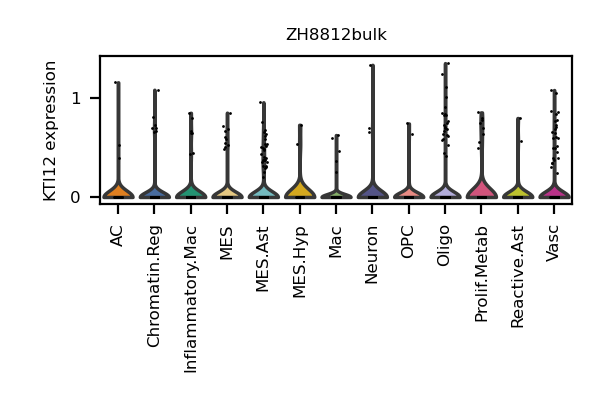 ZH8812bulk
KTI12 expression
1
0
AC
Chromatin.Reg
Inflammatory.Mac
MES
MES.Ast
MES.Hyp
Mac
Neuron
OPC
Oligo
Prolif.Metab
Reactive.Ast
Vasc